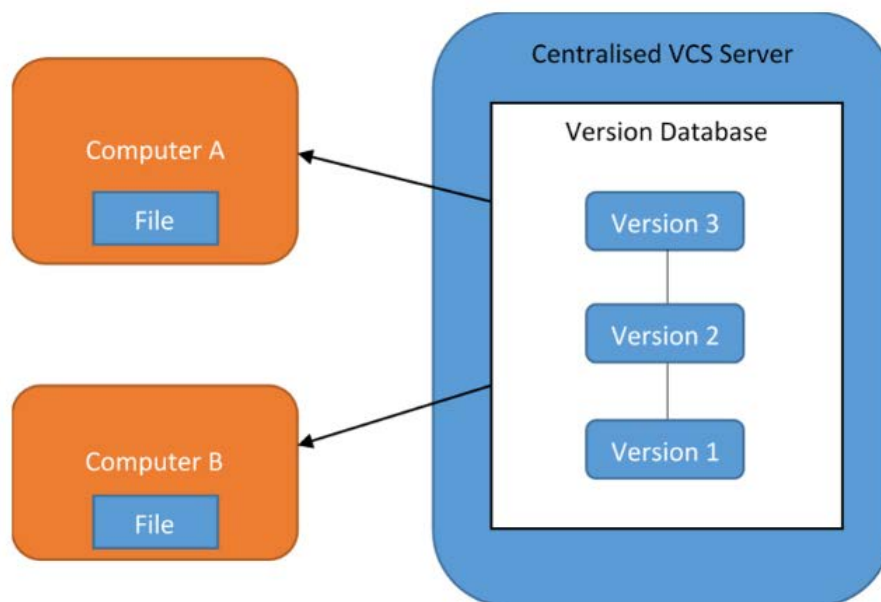 Centralised VCS Server
Version Database
Computer A
File
Version 3
Version 2
Version 1
Computer B
File